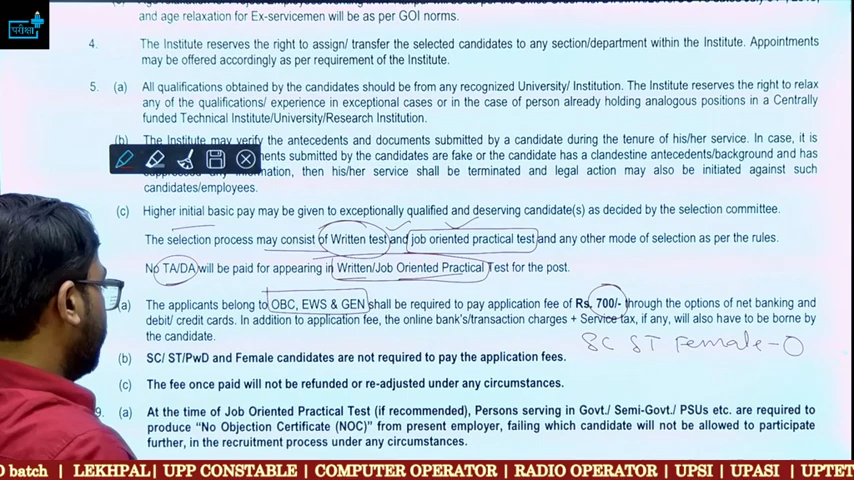 परीक्षा
and age relaxation for Ex-servicemen will be as per GOI norms.
4. The Institute reserves the right to assign/ transfer the selected candidates to any section/department within the Institute. Appointments
may be offered accordingly as per requirement of the Institute.
5. (a) All qualifications obtained by the candidates should be from any recognized University/ Institution. The Institute reserves the right to relax
any of the qualifications/ experience in exceptional cases or in the case of person already holding analogous positions in a Centrally
funded Technical Institute/University/Research Institution.
(b) The Institute may verify the antecedents and documents submitted by a candidate during the tenure of his/her service. In case, it is
submitted by the candidates are fake or the candidate has a clandestine antecedents/background and has
then his/her service shall be terminated and legal action may also be initiated against such
candidates/employees.
(c) Higher initial basic pay may be given to exceptionally qualified and deserving candidate(s) as decided by the selection committee.
The selection process may consist of Written test and job oriented practical test and any other mode of selection as per the rules.
No TA/DA will be paid for appearing in Written/Job Oriented Practical Test for the post.
(a) The applicants belong to OBC, EWS & GEN shall be required to pay application fee of Rs. 700/- through the options of net banking and
debit/ credit cards. In addition to application fee, the online bank's/transaction charges + Service tax, if any, will also have to be borne by
the candidate.
SC ST Female - 0
(b) SC/ ST/PwD and Female candidates are not required to pay the application fees.
(c) The fee once paid will not be refunded or re-adjusted under any circumstances.
9. (a) At the time of Job Oriented Practical Test (if recommended), Persons serving in Govt./ Semi-Govt./ PSUs etc. are required to
produce “No Objection Certificate (NOC)” from present employer, failing which candidate will not be allowed to participate
further, in the recruitment process under any circumstances.
batch | LEKHPAL| UPP CONSTABLE | COMPUTER OPERATOR | RADIO OPERATOR | UPSI | UPASI | UPTET